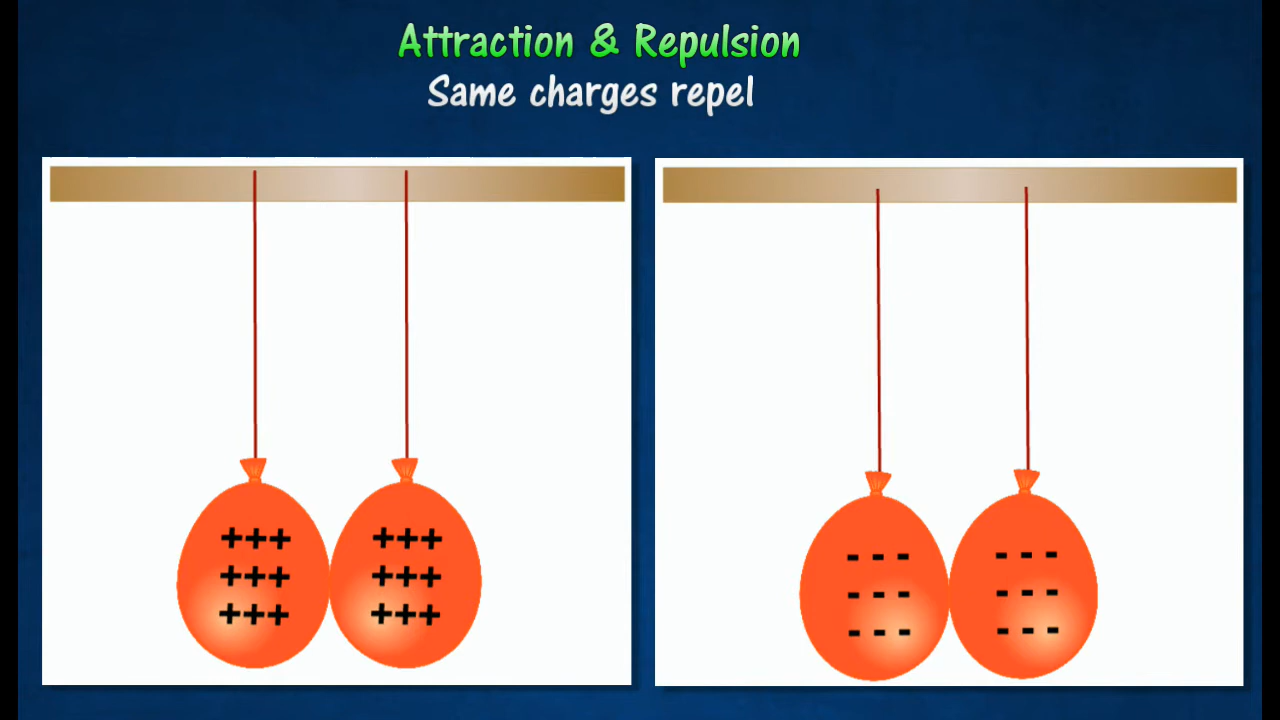 Attraction & Repulsion
Same charges repel
+++ +++
+++ +++
+++ +++
- - - - - -
- - - - - -
- - - - - -